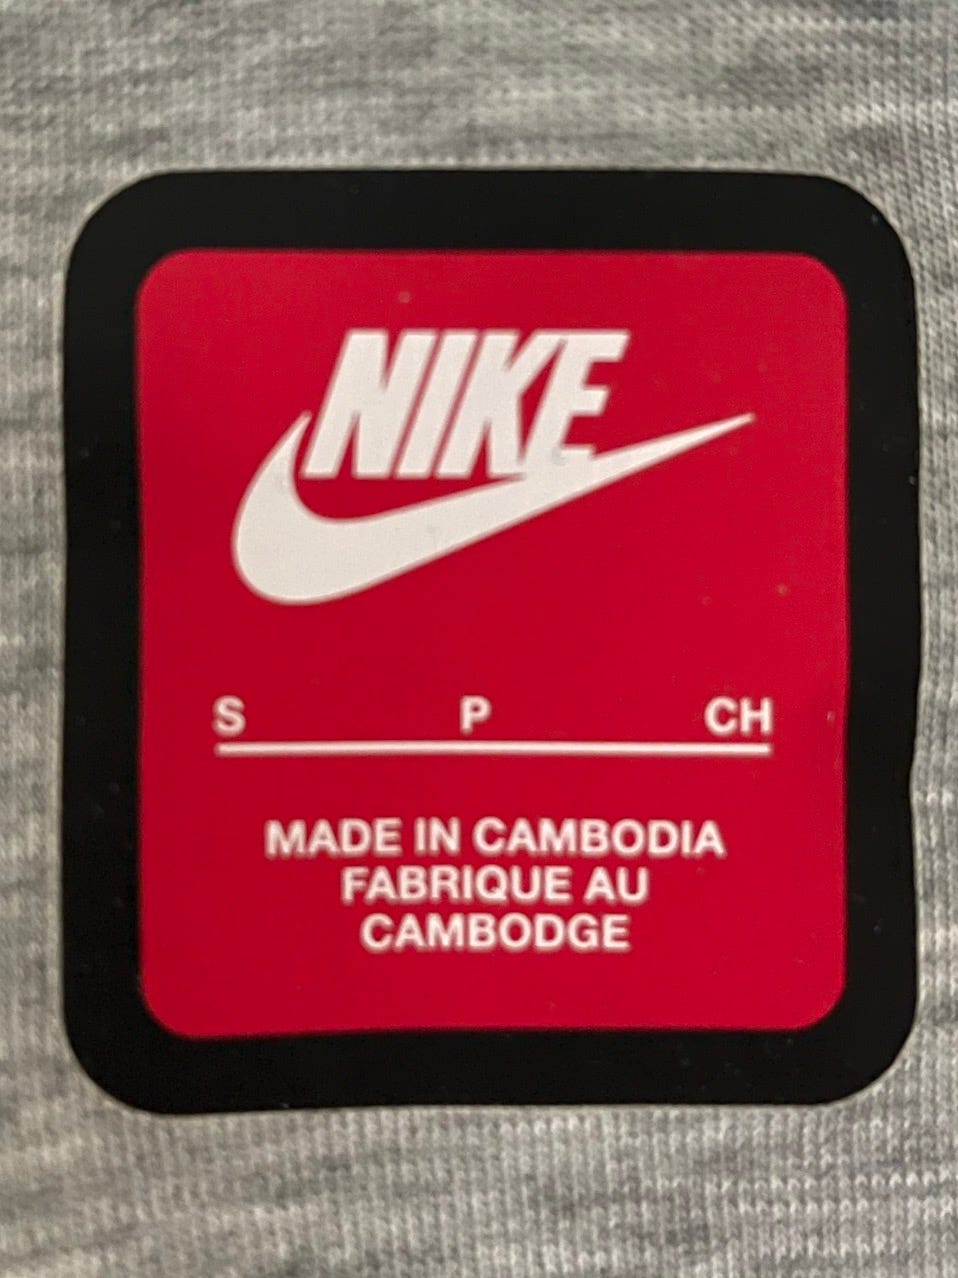 NIKE
S P CH
MADE IN CAMBODIA
FABRIQUE AU
CAMBODGE